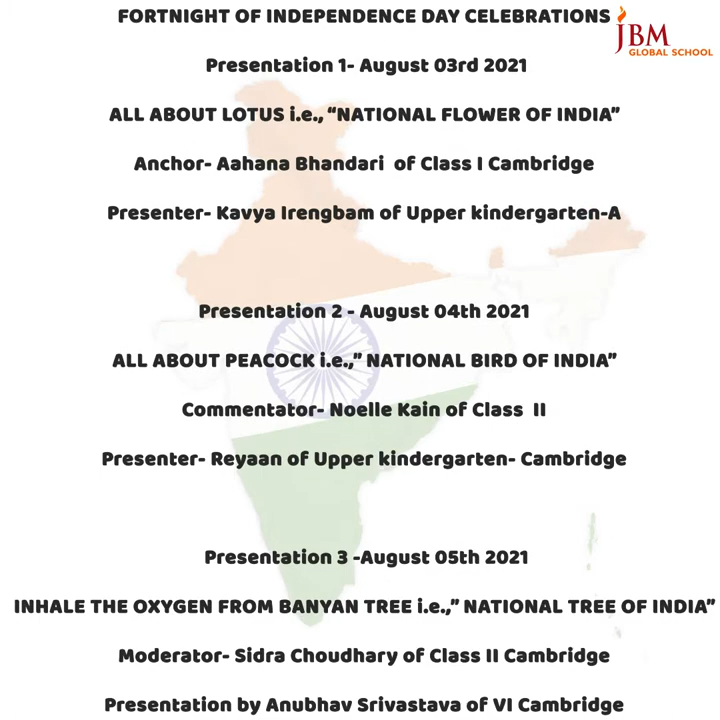 FORTNIGHT OF INDEPENDENCE DAY CELEBRATIONS
JBM
GLOBAL SCHOOL
Presentation 1- August 03rd 2021
ALL ABOUT LOTUS i.e., “NATIONAL FLOWER OF INDIA”
Anchor- Aahana Bhandari of Class I Cambridge
Presenter- Kavya Irengbam of Upper kindergarten-A
Presentation 2 - August 04th 2021
ALL ABOUT PEACOCK i.e.,” NATIONAL BIRD OF INDIA”
Commentator- Noelle Kain of Class II
Presenter- Reyaan of Upper kindergarten- Cambridge
Presentation 3 -August 05th 2021
INHALE THE OXYGEN FROM BANYAN TREE i.e.,” NATIONAL TREE OF INDIA”
Moderator- Sidra Choudhary of Class II Cambridge
Presentation by Anubhav Srivastava of VI Cambridge